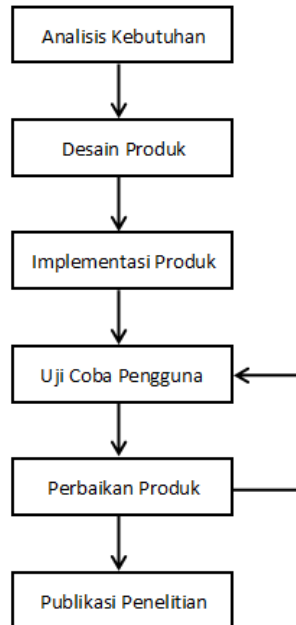 Analisis Kebutuhan
Desain Produk
Implementasi Produk
Uji Coba Pengguna
Perbaikan Produk
Publikasi Penelitian